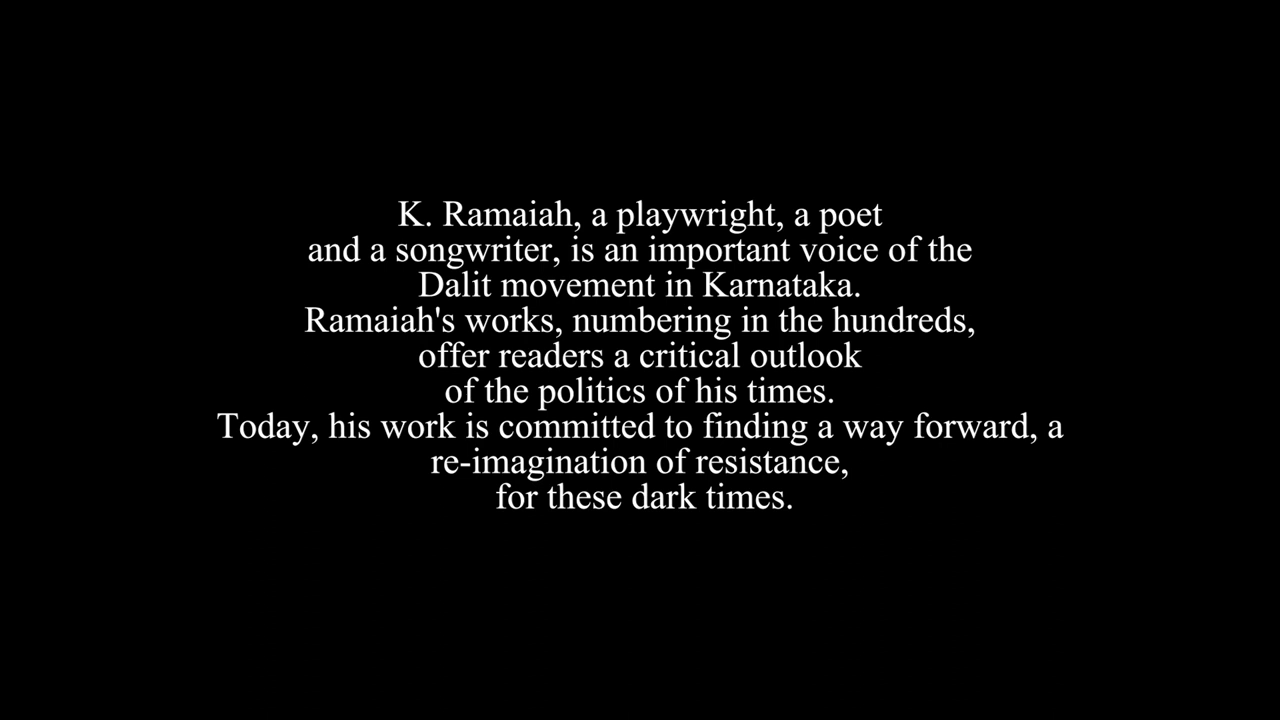 K. Ramaiah, a playwright, a poet
and a songwriter, is an important voice of the
Dalit movement in Karnataka.
Ramaiah's works, numbering in the hundreds,
offer readers a critical outlook
of the politics of his times.
Today, his work is committed to finding a way forward, a
re-imagination of resistance,
for these dark times.